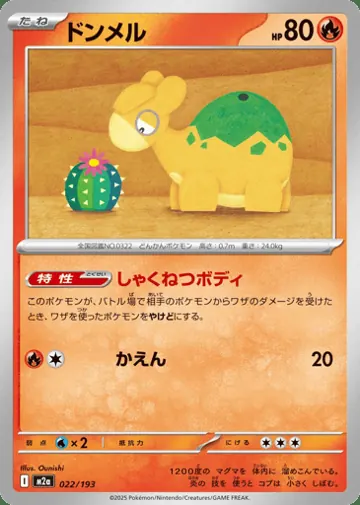 たね ドンメル HP80
全国図鑑NO.0322 どんかんポケモン 高さ:0.7m 重さ:24.0kg
特性 とくせい しゃくねつボディ
このポケモンが、バトル場で相手のポケモンからワザのダメージを受けた
とき、ワザを使ったポケモンをやけどにする。
かえん 20
弱点 ×2 抵抗力 にげる
Illus. Ounishi
I m2a 022/193
1200度の マグマを 体内に 溜めている。
炎の 技を 使うと コブは 小さく しぼむ。
©2025 Pokémon/Nintendo/Creatures/GAME FREAK.